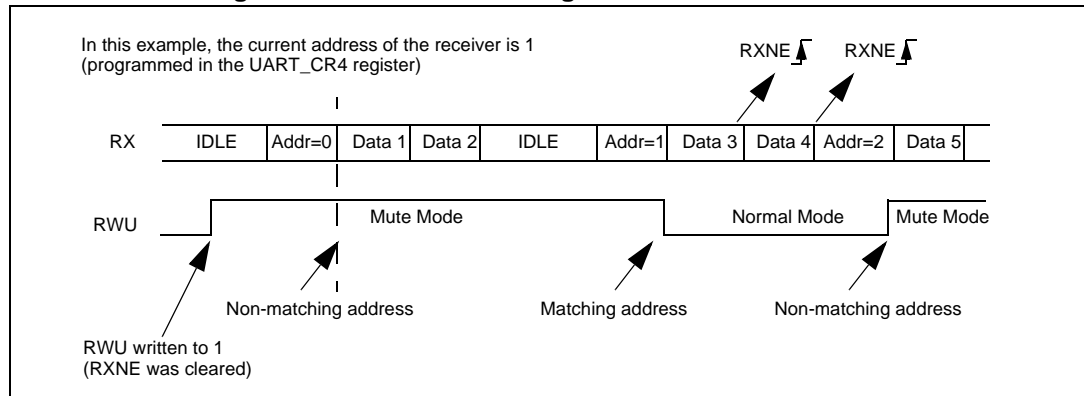 In this example, the current address of the receiver is 1
(programmed in the UART_CR4 register)
RXNE
RXNE
RX
IDLE
Addr=0
Data 1
Data 2
IDLE
Addr=1
Data 3
Data 4
Addr=2
Data 5
RWU
Mute Mode
Normal Mode
Mute Mode
Non-matching address
Matching address
Non-matching address
RWU written to 1
(RXNE was cleared)